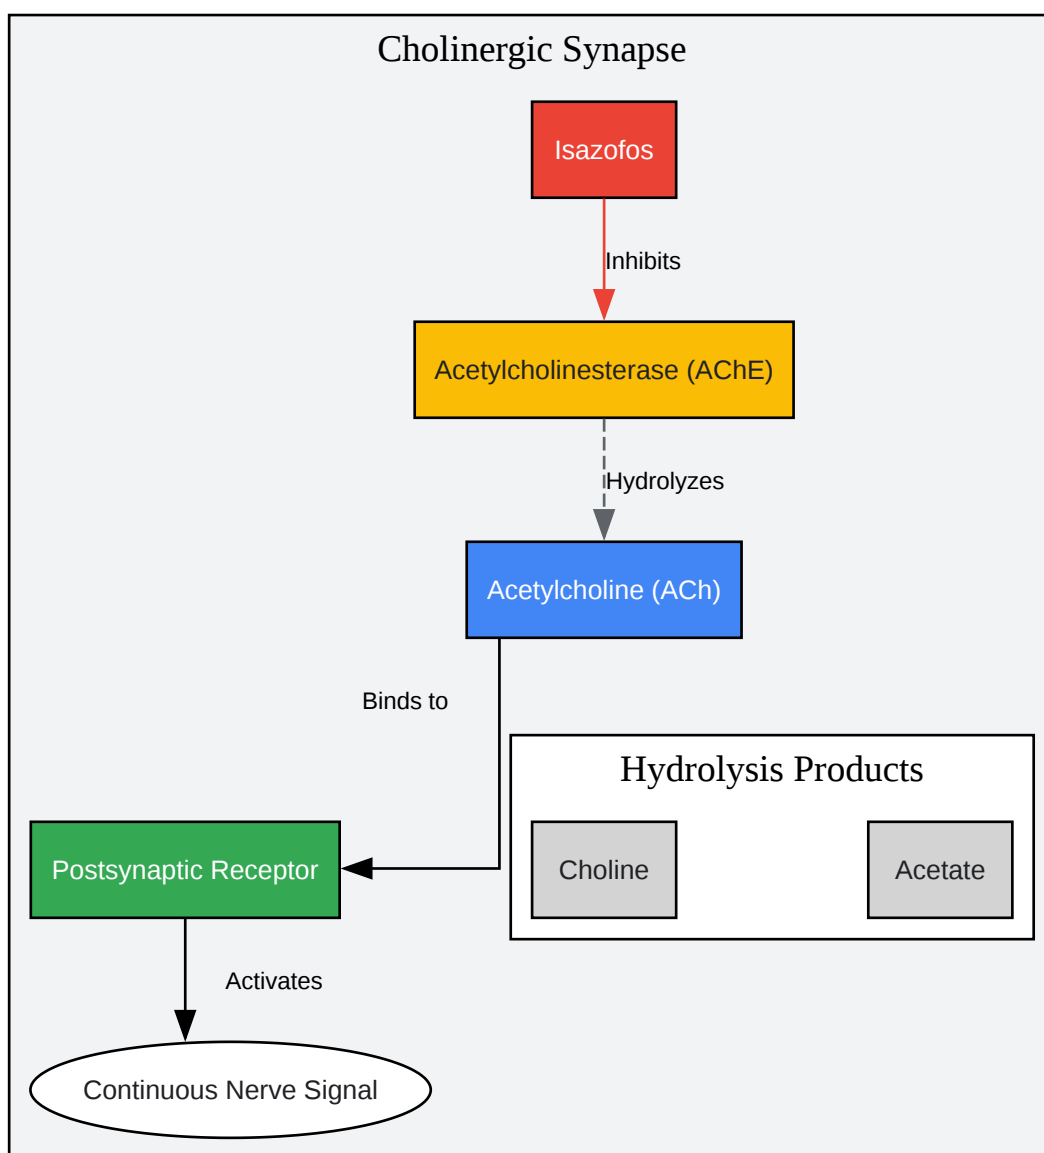 Cholinergic Synapse
Isazofos
Inhibits
Acetylcholinesterase (AChE)
Hydrolyzes
Acetylcholine (ACh)
Binds to
Hydrolysis Products
Postsynaptic Receptor
Choline
Acetate
Activates
Continuous Nerve Signal